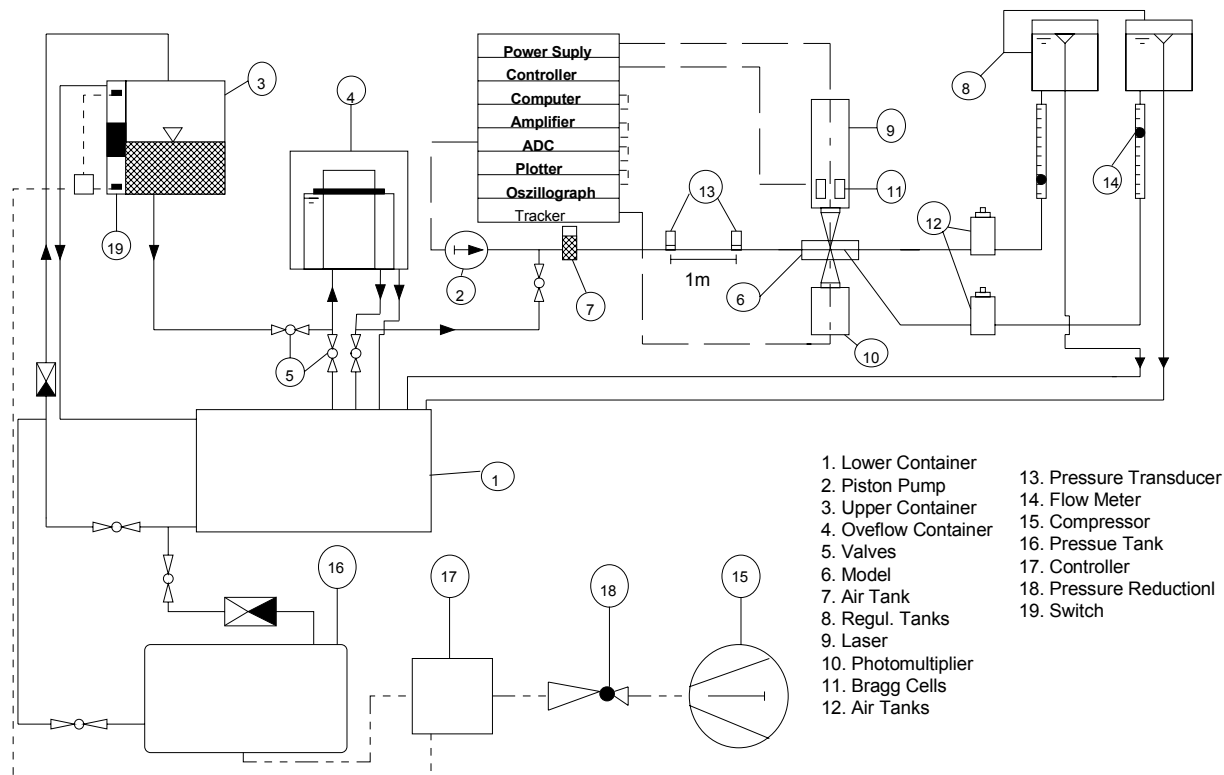 Power Suply
Controller
Computer
Amplifier
ADC
Plotter
Oszillograph
Tracker
3
4
8
9
14
11
13
12
19
2
7
1m
6
10
5
1
16
17
18
15
1. Lower Container
2. Piston Pump
3. Upper Container
4. Oveflow Container
5. Valves
6. Model
7. Air Tank
8. Regul. Tanks
9. Laser
10. Photomultiplier
11. Bragg Cells
12. Air Tanks
13. Pressure Transducer
14. Flow Meter
15. Compressor
16. Pressue Tank
17. Controller
18. Pressure Reductionl
19. Switch